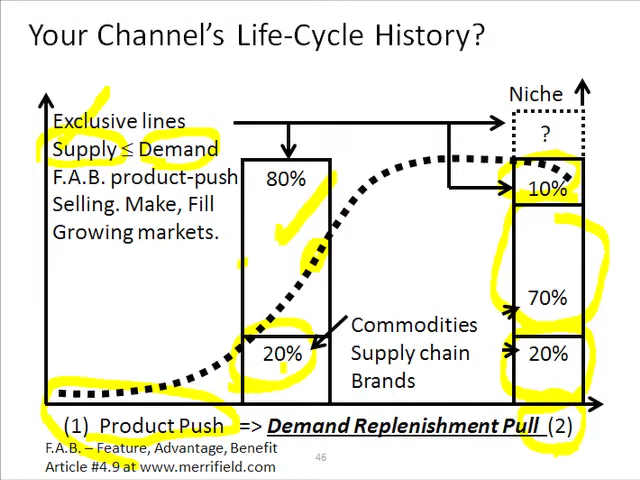 Your Channel's Life-Cycle History?
Niche
Exclusive lines
Supply ≤ Demand
F.A.B. product-push
Selling. Make, Fill
Growing markets.
80%
?
10%
70%
20%
Commodities
Supply chain
Brands
20%
(1) Product Push => Demand Replenishment Pull (2)
F.A.B. – Feature, Advantage, Benefit
Article #4.9 at www.merrifield.com
46